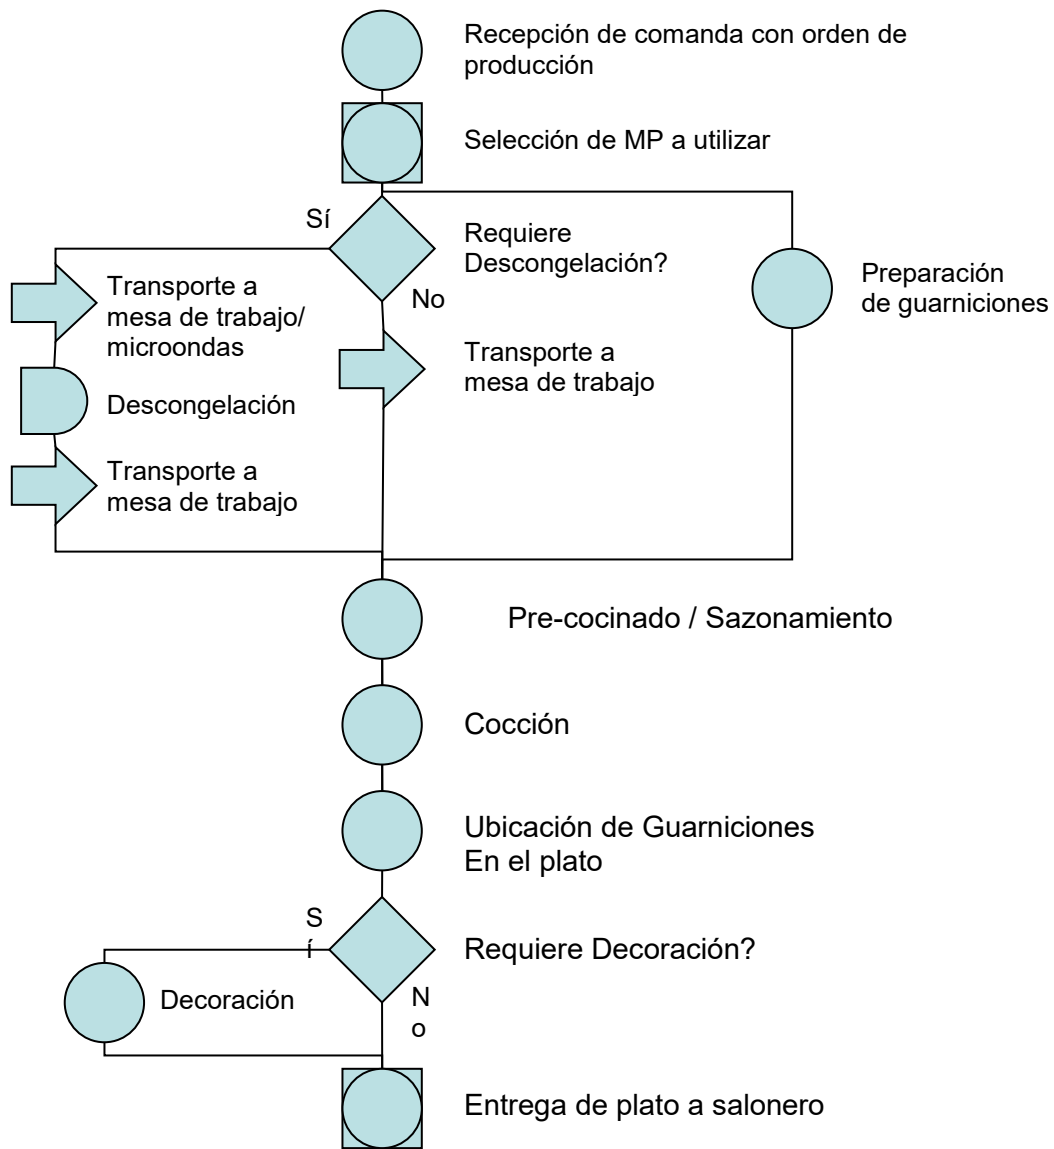 Recepción de comanda con orden de
producción
Selección de MP a utilizar
Sí
Requiere
Descongelación?
No
Preparación
de guarniciones
Transporte a
mesa de trabajo/
microondas
Transporte a
mesa de trabajo
Descongelación
Transporte a
mesa de trabajo
Pre-cocinado / Sazonamiento
Cocción
Ubicación de Guarniciones
En el plato
S
í
Requiere Decoración?
N
o
Decoración
Entrega de plato a salonero